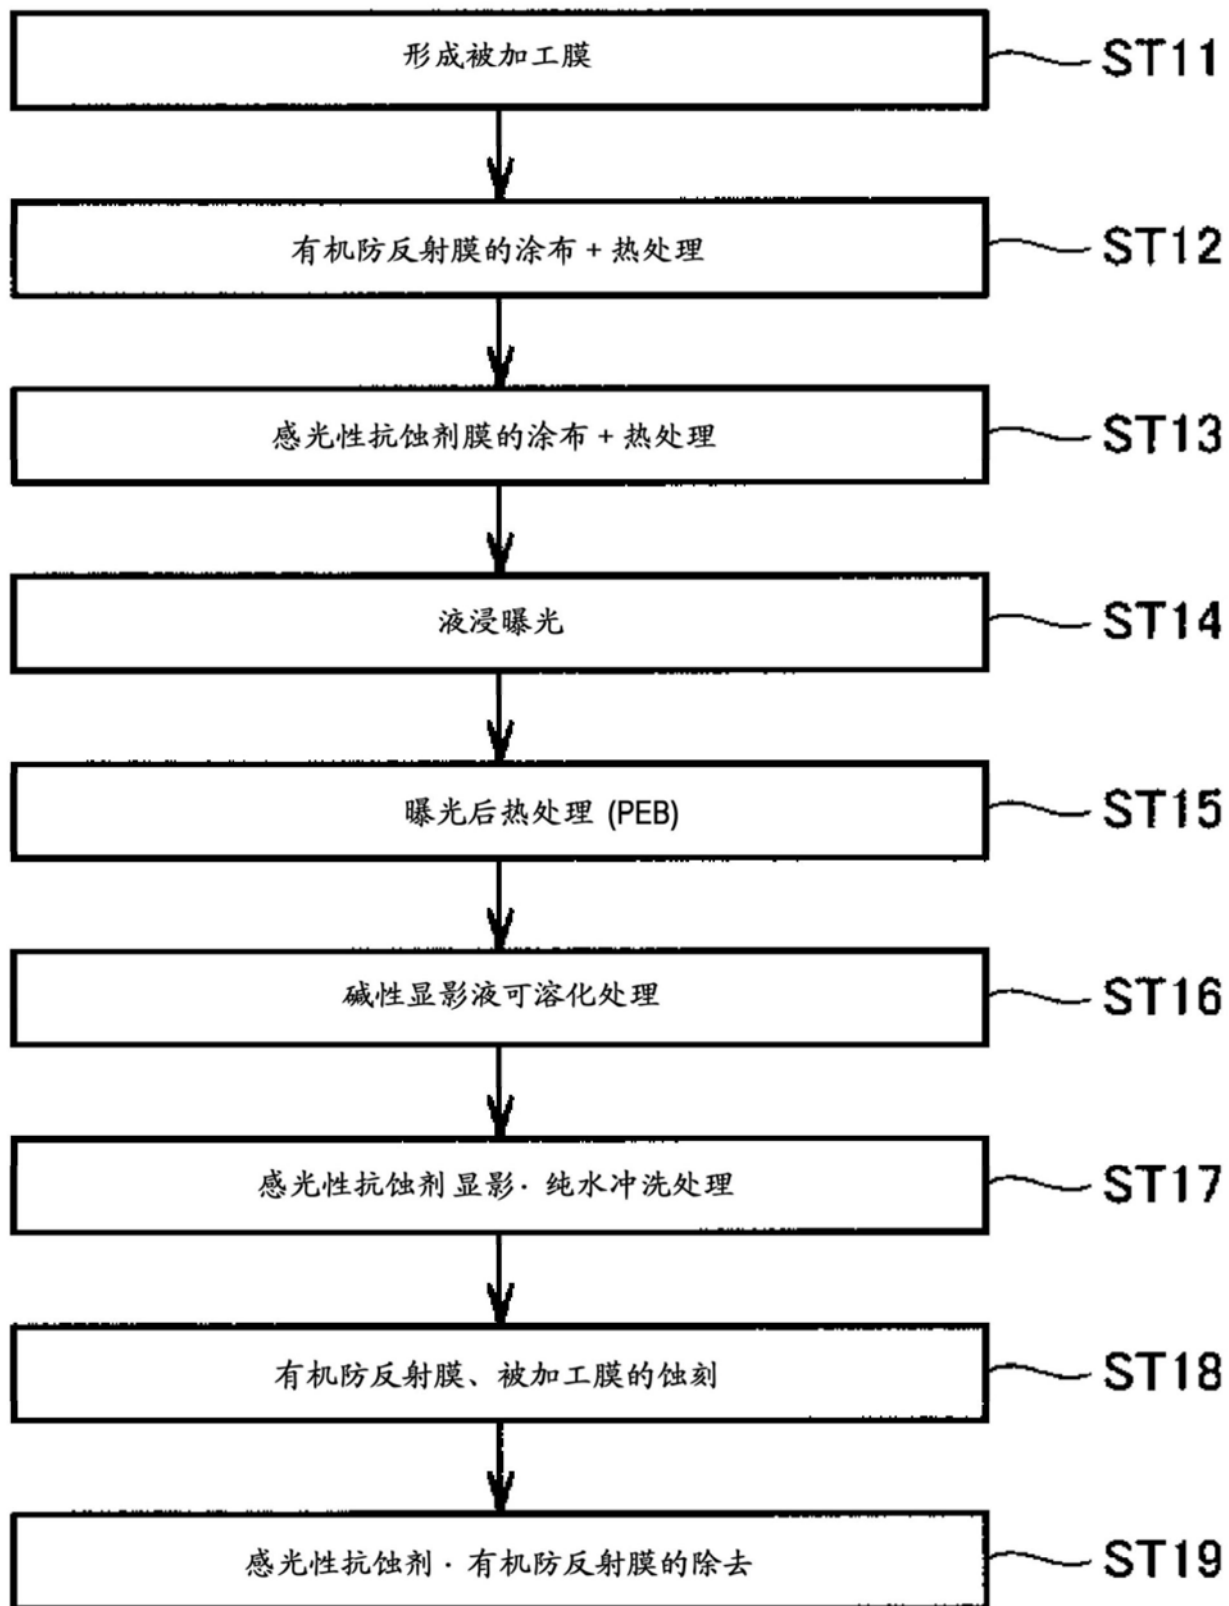 形成被加工膜 ST11
有机防反射膜的涂布 + 热处理 ST12
感光性抗蚀剂膜的涂布 + 热处理 ST13
液浸曝光 ST14
曝光后热处理 (PEB) ST15
碱性显影液可溶化处理 ST16
感光性抗蚀剂显影· 纯水冲洗处理 ST17
有机防反射膜、被加工膜的蚀刻 ST18
感光性抗蚀剂 · 有机防反射膜的除去 ST19